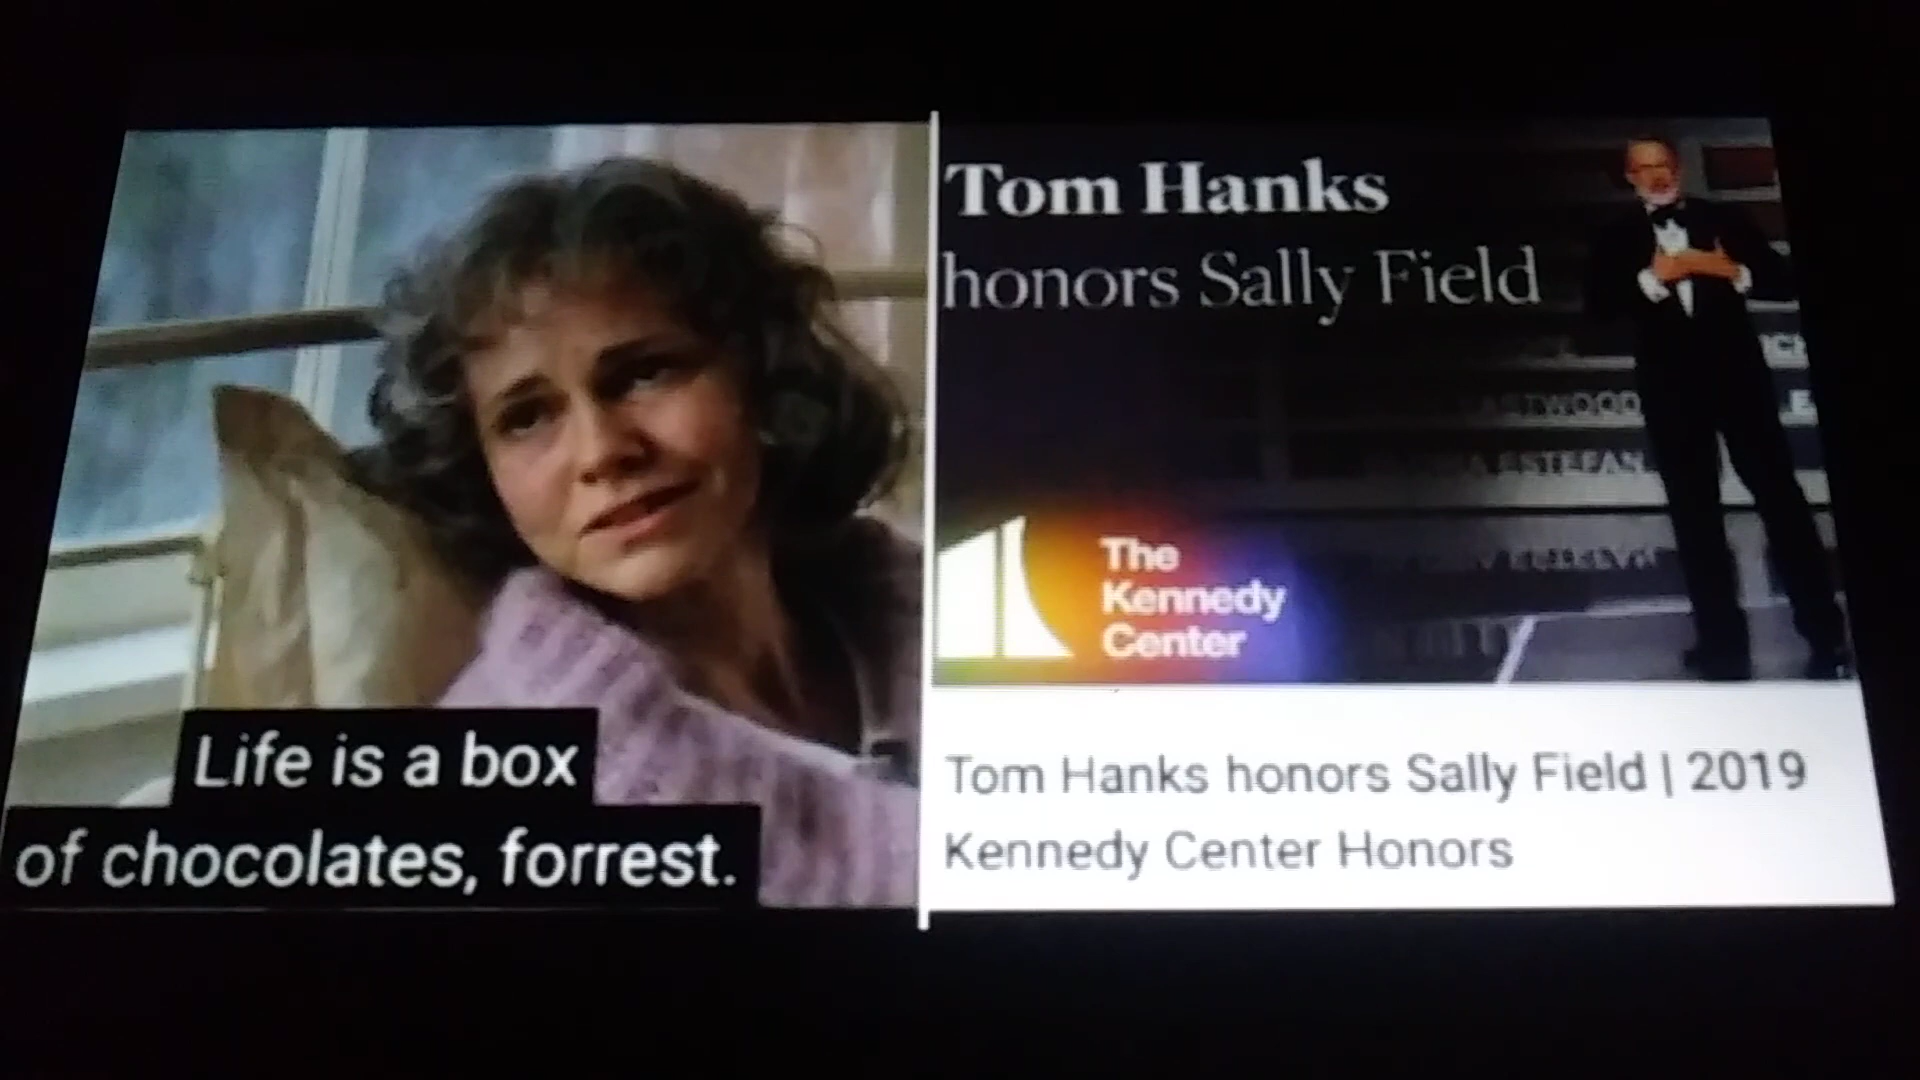 Life is a box
of chocolates, forrest.
Tom Hanks
honors Sally Field
ESTEFAN
The
Kennedy
Center
Tom Hanks honors Sally Field | 2019
Kennedy Center Honors